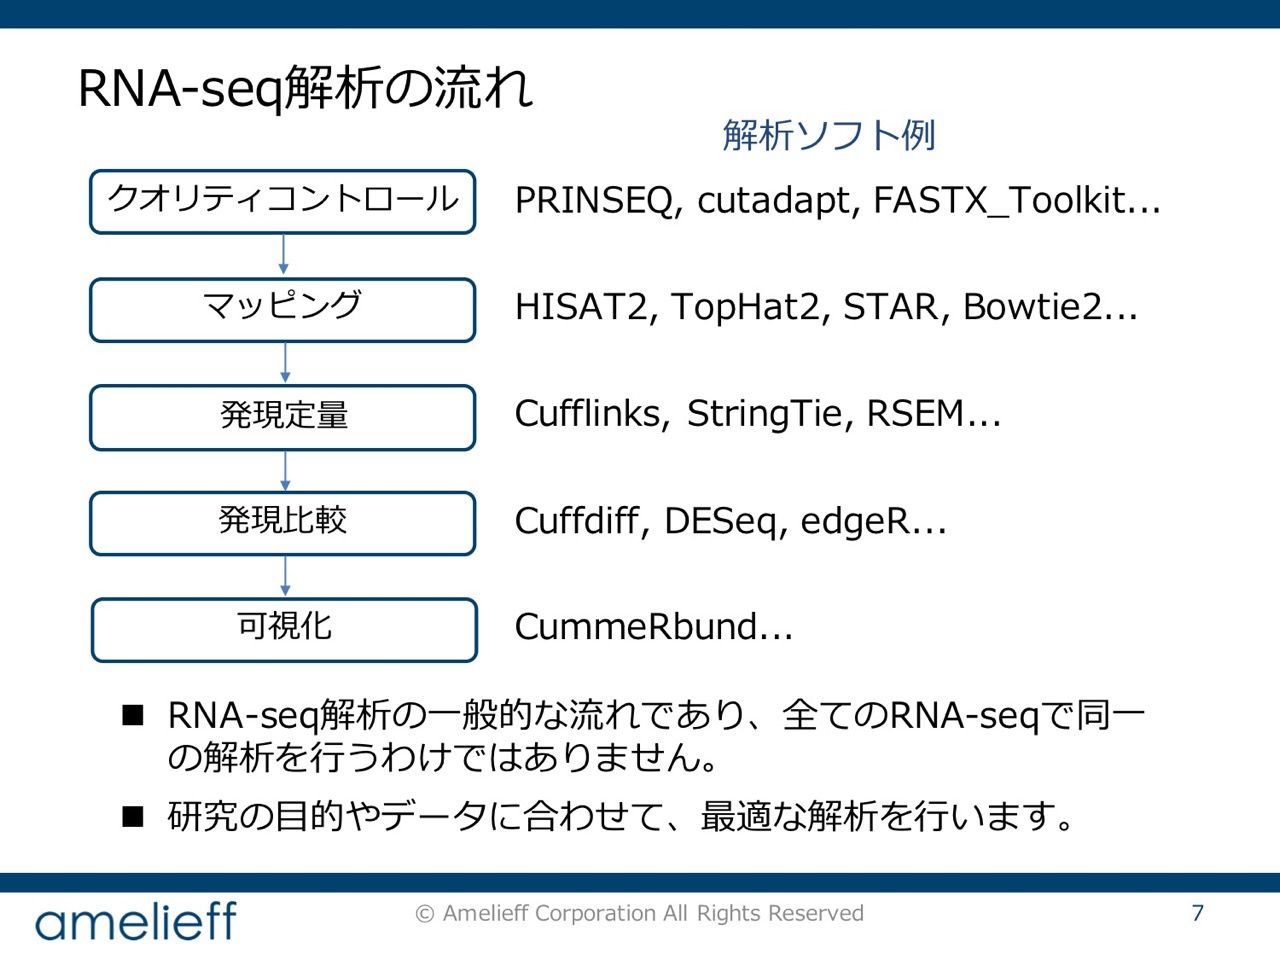 RNA-seq解析の流れ
解析ソフト例
クオリティコントロール
PRINSEQ, cutadapt, FASTX_Toolkit...
マッピング
HISAT2, TopHat2, STAR, Bowtie2...
発現定量
Cufflinks, StringTie, RSEM...
発現比較
Cuffdiff, DESeq, edgeR...
可視化
CummeRbund...
■ RNA-seq解析の一般的な流れであり、全てのRNA-seqで同一
の解析を行うわけではありません。
■ 研究の目的やデータに合わせて、最適な解析を行います。
amelieff
© Amelieff Corporation All Rights Reserved
7